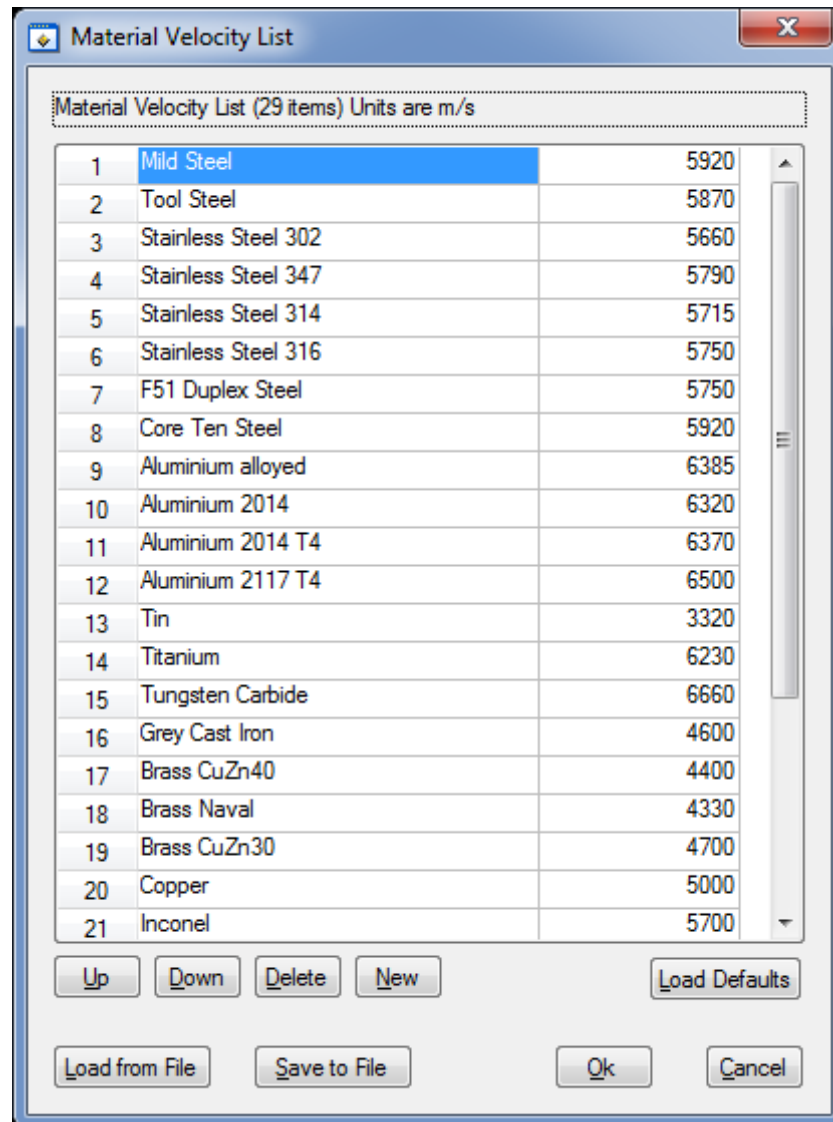 Material Velocity List
Material Velocity List (29 items) Units are m/s
1 Mild Steel 5920
2 Tool Steel 5870
3 Stainless Steel 302 5660
4 Stainless Steel 347 5790
5 Stainless Steel 314 5715
6 Stainless Steel 316 5750
7 F51 Duplex Steel 5750
8 Core Ten Steel 5920
9 Aluminium alloyed 6385
10 Aluminium 2014 6320
11 Aluminium 2014 T4 6370
12 Aluminium 2117 T4 6500
13 Tin 3320
14 Titanium 6230
15 Tungsten Carbide 6660
16 Grey Cast Iron 4600
17 Brass CuZn40 4400
18 Brass Naval 4330
19 Brass CuZn30 4700
20 Copper 5000
21 Inconel 5700
Up Down Delete New Load Defaults
Load from File Save to File Ok Cancel